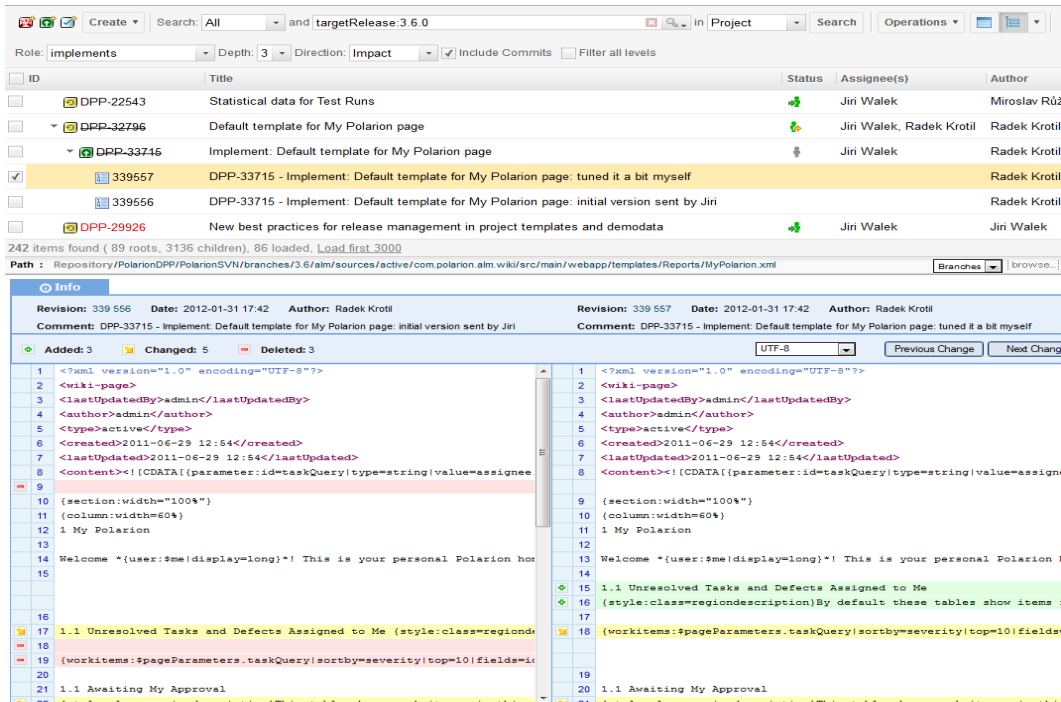 Create Search: All and targetRelease:3.6.0 in Project Search Operations
Role: implements Depth: 3 Direction: Impact Include Commits Filter all levels
ID Title Status Assignee(s) Author
DPP-22543 Statistical data for Test Runs Jiri Walek Miroslav Růž
DPP-32796 Default template for My Polarion page Jiri Walek, Radek Krotil Radek Krotil
DPP-33715 Implement: Default template for My Polarion page Jiri Walek Radek Krotil
339557 DPP-33715 - Implement: Default template for My Polarion page: tuned it a bit myself Radek Krotil
339556 DPP-33715 - Implement: Default template for My Polarion page: initial version sent by Jiri Radek Krotil
DPP-29926 New best practices for release management in project templates and demodata Jiri Walek Jiri Walek
242 items found ( 89 roots, 3136 children), 86 loaded, Load first 3000
Path : Repository/PolarionDPP/PolarionSVN/branches/3.6/alm/sources/active/com.polarion.alm.wiki/src/main/webapp/templates/Reports/MyPolarion.xml Branches browse...
Info
Revision: 339 556 Date: 2012-01-31 17:42 Author: Radek Krotil Revision: 339 557 Date: 2012-01-31 17:42 Author: Radek Krotil
Comment: DPP-33715 - Implement: Default template for My Polarion page: initial version sent by Jiri Comment: DPP-33715 - Implement: Default template for My Polarion page: tuned it a bit myself
Added: 3 Changed: 5 Deleted: 3 UTF-8 Previous Change Next Chang
1 <?xml version="1.0" encoding="UTF-8"?> 1 <?xml version="1.0" encoding="UTF-8"?>
2 <wiki-page> 2 <wiki-page>
3 <lastUpdatedBy>admin</lastUpdatedBy> 3 <lastUpdatedBy>admin</lastUpdatedBy>
4 <author>admin</author> 4 <author>admin</author>
5 <type>active</type> 5 <type>active</type>
6 <created>2011-06-29 12:54</created> 6 <created>2011-06-29 12:54</created>
7 <lastUpdated>2011-06-29 12:54</lastUpdated> 7 <lastUpdated>2011-06-29 12:54</lastUpdated>
8 <content><![CDATA[{parameter:id=taskQuery|type=string|value=assignee. 8 <content><![CDATA[{parameter:id=taskQuery|type=string|value=assigne
9
10 {section:width="100%"} 9 {section:width="100%"}
11 {column:width=60%} 10 {column:width=60%}
12 1 My Polarion 11 1 My Polarion
13 12
14 Welcome *{user:$me|display=long}*! This is your personal Polarion hom 13 Welcome *{user:$me|display=long}*! This is your personal Polarion h
15 14
15 1.1 Unresolved Tasks and Defects Assigned to Me
16 {style:class=regiondescription}By default these tables show items
16 17
17 1.1 Unresolved Tasks and Defects Assigned to Me {style:class=regionde 18 {workitems:$pageParameters.taskQuery|sortby=severity|top=10|fields=
18
19 {workitems:$pageParameters.taskQuery|sortby=severity|top=10|fields=id
20 19
21 1.1 Awaiting My Approval 20 1.1 Awaiting My Approval